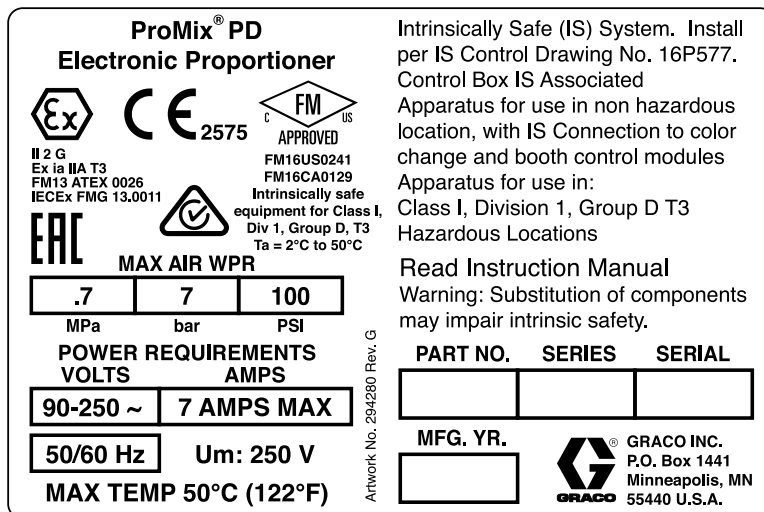 ProMix® PD
Electronic Proportioner
Ex
CE 2575
FM
C US
APPROVED
II 2 G
Ex ia IIA T3
FM13 ATEX 0026
IECEx FMG 13.0011
FM16US0241
FM16CA0129
Intrinsically safe
equipment for Class I,
Div 1, Group D, T3
Ta = 2°C to 50°C
EAC
MAX AIR WPR
.7 7 100
MPa bar PSI
POWER REQUIREMENTS
VOLTS AMPS
90-250 ~ 7 AMPS MAX
50/60 Hz Um: 250 V
MAX TEMP 50°C (122°F)
Artwork No. 294280 Rev. G
Intrinsically Safe (IS) System. Install
per IS Control Drawing No. 16P577.
Control Box IS Associated
Apparatus for use in non hazardous
location, with IS Connection to color
change and booth control modules
Apparatus for use in:
Class I, Division 1, Group D T3
Hazardous Locations
Read Instruction Manual
Warning: Substitution of components
may impair intrinsic safety.
PART NO. SERIES SERIAL
MFG. YR.
G®
GRACO
GRACO INC.
P.O. Box 1441
Minneapolis, MN
55440 U.S.A.